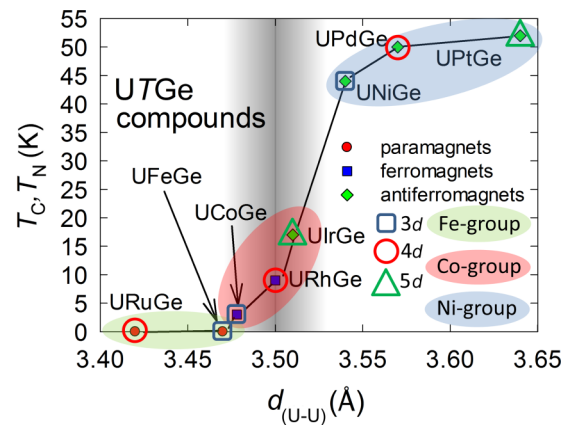 55
50
45
40
35
30
25
20
15
10
5
0
T_C, T_N (K)
UTGe
compounds
UPdGe
UPtGe
UNiGe
UFeGe
UCoGe
UIrGe
URhGe
URuGe
paramagnets
ferromagnets
antiferromagnets
3d
4d
5d
Fe-group
Co-group
Ni-group
3.40 3.45 3.50 3.55 3.60 3.65
d_(U-U) (Å)